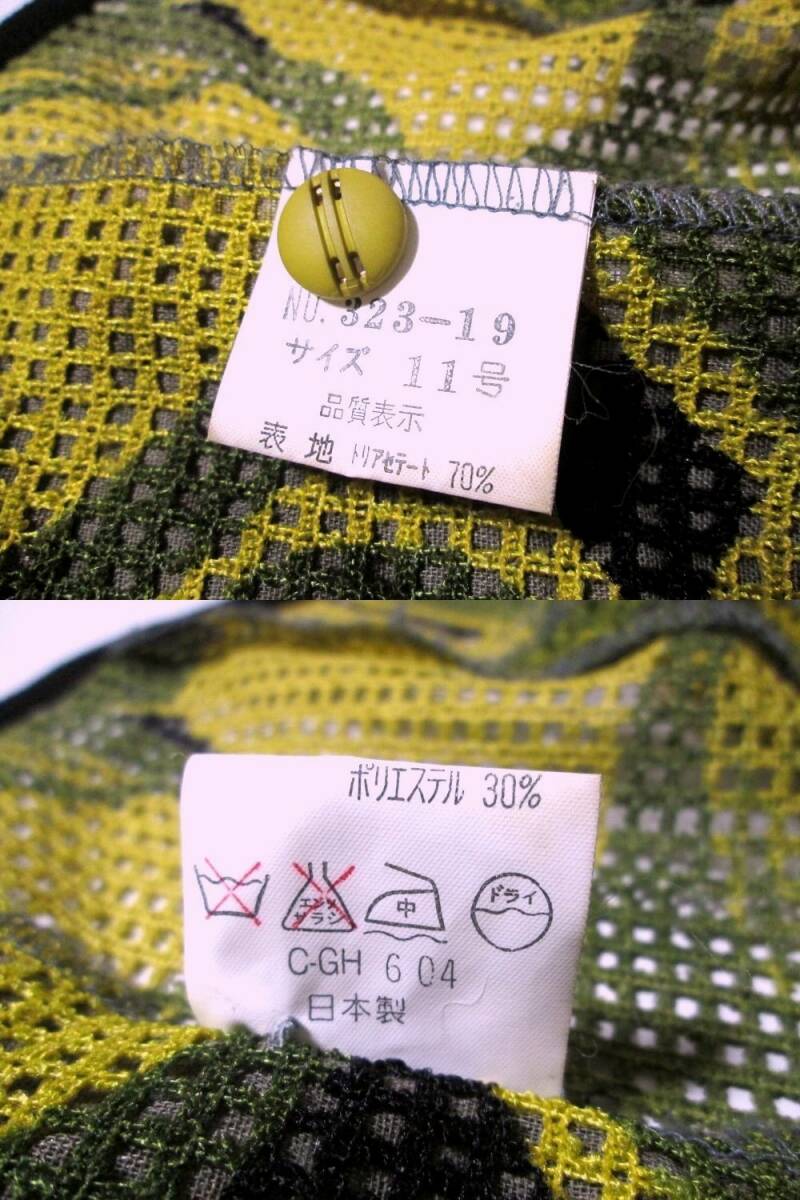 NO. 323-19
サイズ 11号
品質表示
表地 トリアセテート 70%
ポリエステル 30%
エンソ サラシ 中 ドライ
C-GH 6 04
日本製